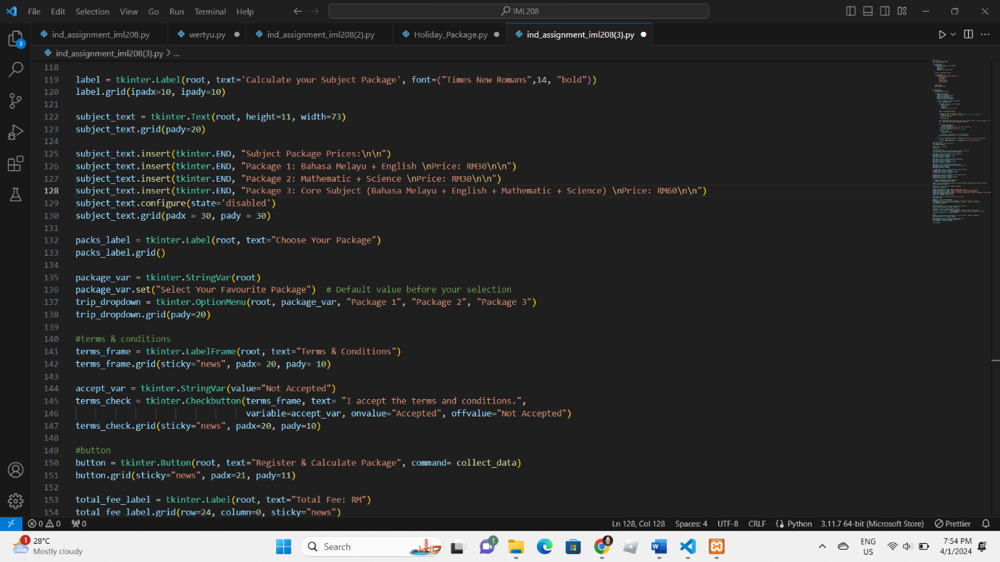 File Edit Selection View Go Run Terminal Help IML208
ind_assignment_iml208.py wertyu.py ind_assignment_iml208(2).py Holiday_Package.py ind_assignment_iml208(3).py
ind_assignment_iml208(3).py > ...
3
118
119 label = tkinter.Label(root, text='Calculate your Subject Package', font=("Times New Romans",14, "bold"))
120 label.grid(ipadx=10, ipady=10)
121
122 subject_text = tkinter.Text(root, height=11, width=73)
123 subject_text.grid(pady=20)
124
125 subject_text.insert(tkinter.END, "Subject Package Prices:\n\n")
126 subject_text.insert(tkinter.END, "Package 1: Bahasa Melayu + English \nPrice: RM30\n\n")
127 subject_text.insert(tkinter.END, "Package 2: Mathematic + Science \nPrice: RM30\n\n")
128 subject_text.insert(tkinter.END, "Package 3: Core Subject (Bahasa Melayu + English + Mathematic + Science) \nPrice: RM60\n\n")
129 subject_text.configure(state='disabled')
130 subject_text.grid(padx = 30, pady = 30)
131
132 packs_label = tkinter.Label(root, text="Choose Your Package")
133 packs_label.grid()
134
135 package_var = tkinter.StringVar(root)
136 package_var.set("Select Your Favourite Package") # Default value before your selection
137 trip_dropdown = tkinter.OptionMenu(root, package_var, "Package 1", "Package 2", "Package 3")
138 trip_dropdown.grid(pady=20)
139
140 #terms & conditions
141 terms_frame = tkinter.LabelFrame(root, text="Terms & Conditions")
142 terms_frame.grid(sticky="news", padx= 20, pady= 10)
143
144 accept_var = tkinter.StringVar(value="Not Accepted")
145 terms_check = tkinter.Checkbutton(terms_frame, text= "I accept the terms and conditions.",
146 variable=accept_var, onvalue="Accepted", offvalue="Not Accepted")
147 terms_check.grid(sticky="news", padx=20, pady=10)
148
149 #button
150 button = tkinter.Button(root, text="Register & Calculate Package", command= collect_data)
151 button.grid(sticky="news", padx=21, pady=11)
152
153 total_fee_label = tkinter.Label(root, text="Total Fee: RM")
154 total_fee_label.grid(row=24, column=0, sticky="news")
0 0 0 Ln 128, Col 128 Spaces: 4 UTF-8 CRLF Python 3.11.7 64-bit (Microsoft Store) Prettier
1 28°C
Mostly cloudy
Search
1
ENG
US
7:54 PM
4/1/2024